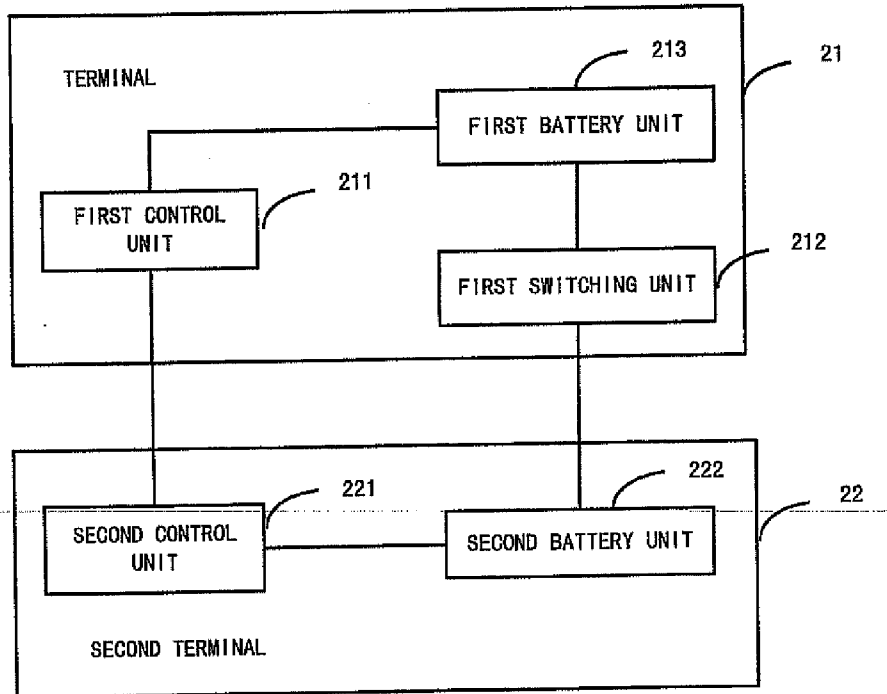 213
21
TERMINAL
FIRST BATTERY UNIT
211
FIRST CONTROL
UNIT
212
FIRST SWITCHING UNIT
221
222
22
SECOND CONTROL
UNIT
SECOND BATTERY UNIT
SECOND TERMINAL